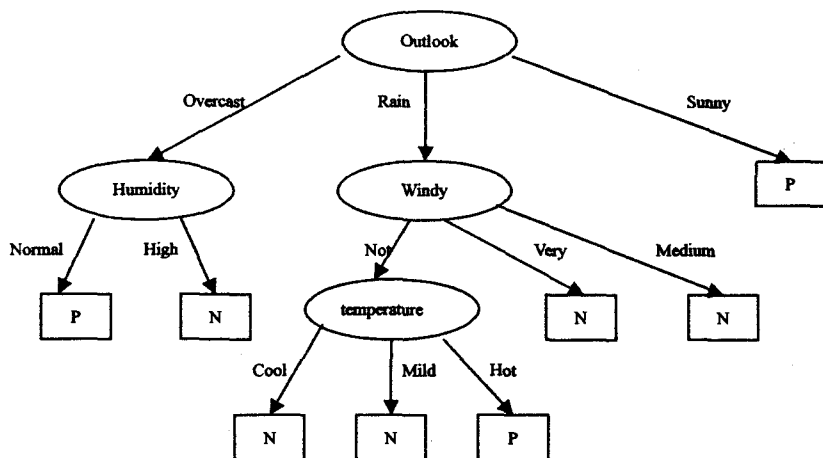 Outlook
Overcast
Rain
Sunny
Humidity
Windy
P
Normal
High
Not
Very
Medium
P
N
temperature
N
N
Cool
Mild
Hot
N
N
P